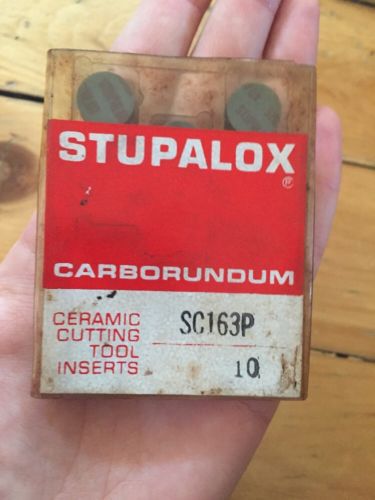 STUPALOX
®
CARBORUNDUM
CERAMIC
CUTTING
TOOL
INSERTS
SC163P
10